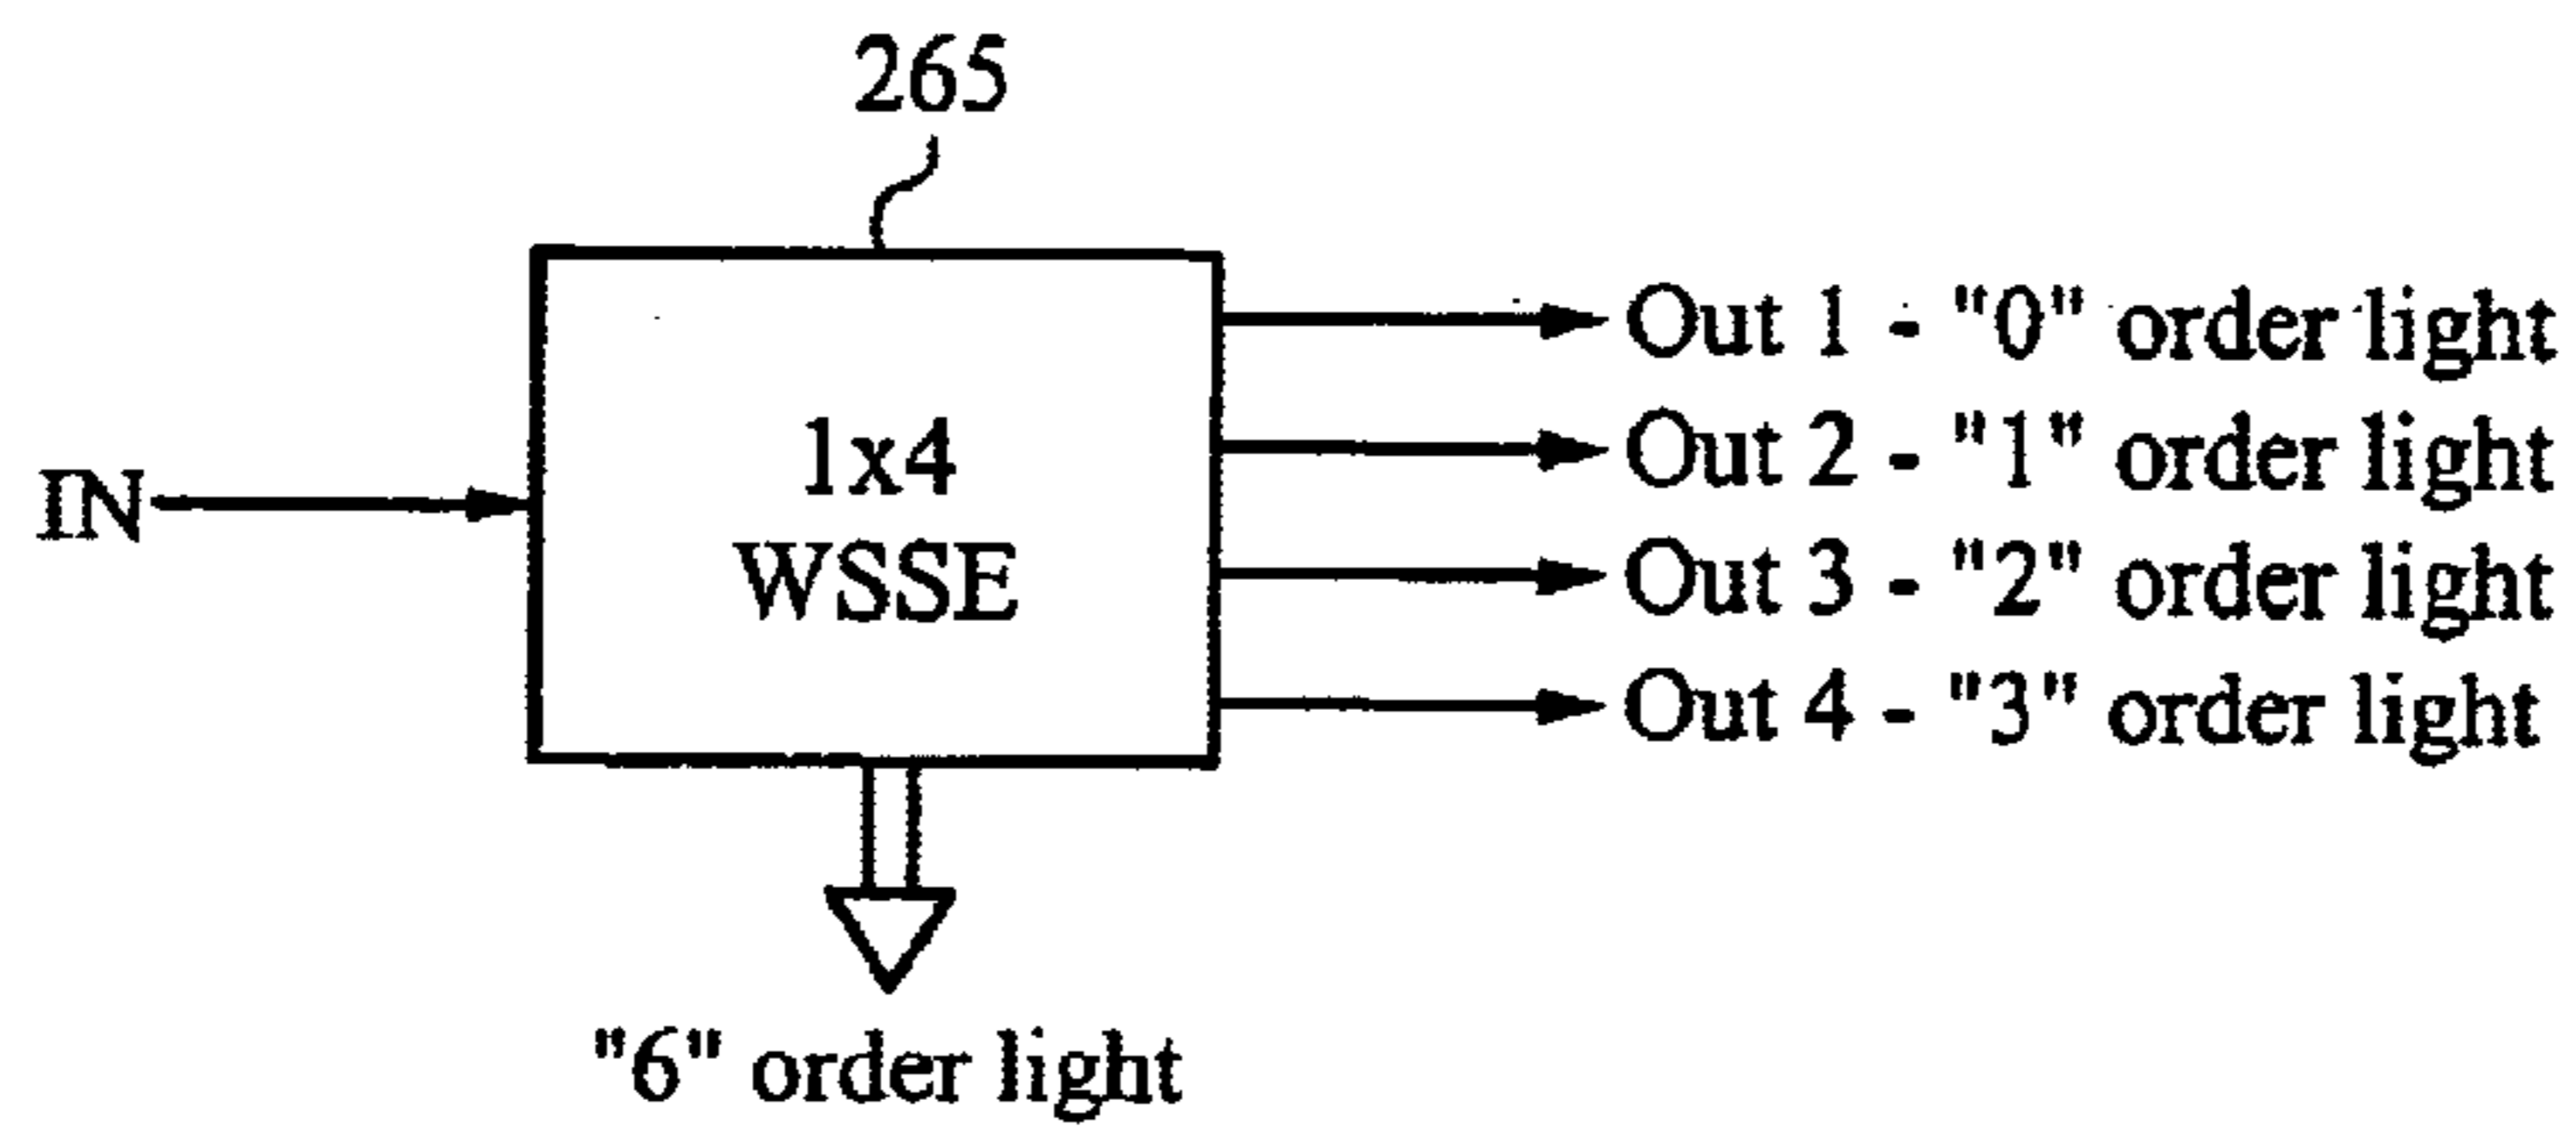 265
IN
1x4
WSSE
Out 1 - "0" order light
Out 2 - "1" order light
Out 3 - "2" order light
Out 4 - "3" order light
"6" order light